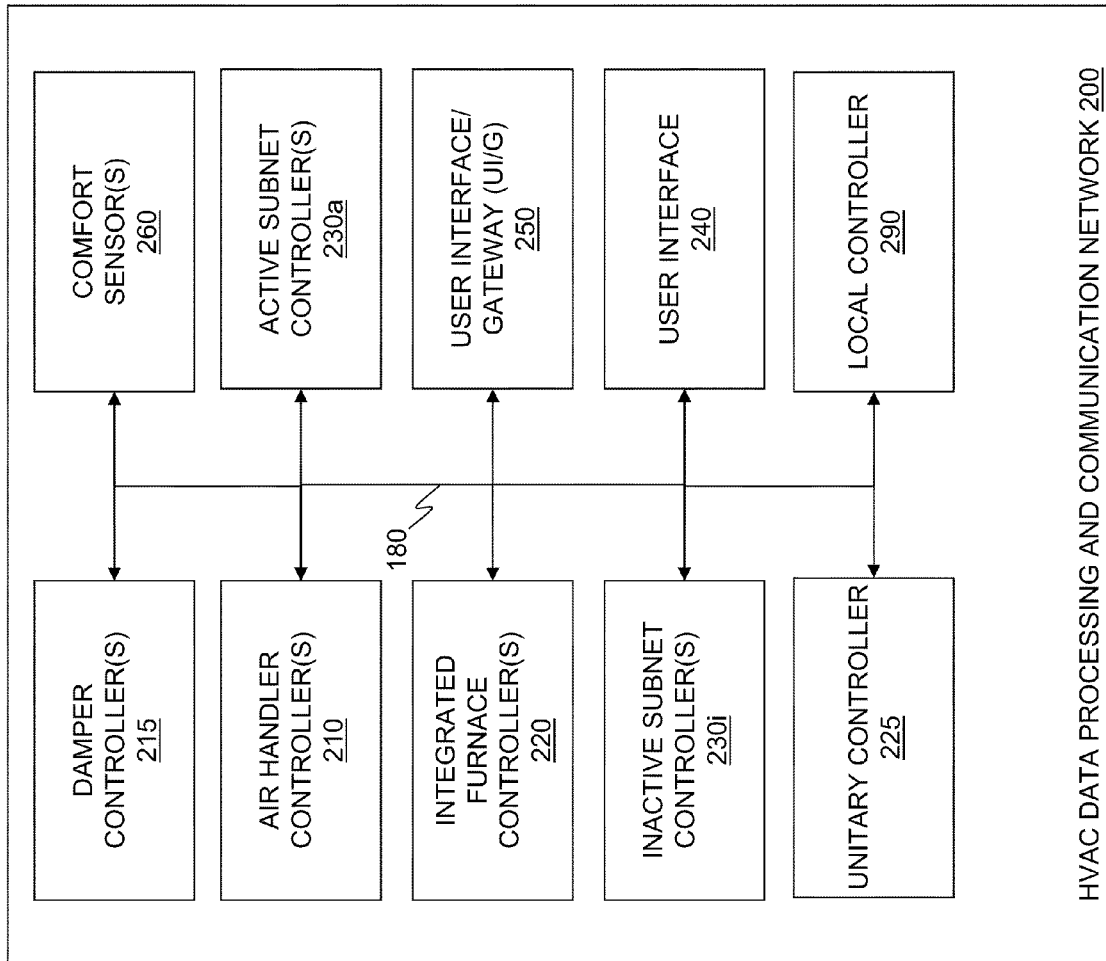 DAMPER
CONTROLLLER(S)
215
COMFORT
SENSOR(S)
260
AIR HANDLER
CONTROLLER(S)
210
ACTIVE SUBNET
CONTROLLER(S)
230a
180
INTEGRATED
FURNACE
CONTROLLER(S)
220
USER INTERFACE/
GATEWAY (UI/G)
250
INACTIVE SUBNET
CONTROLLER(S)
230i
USER INTERFACE
240
UNITARY CONTROLLER
225
LOCAL CONTROLLER
290
HVAC DATA PROCESSING AND COMMUNICATION NETWORK 200